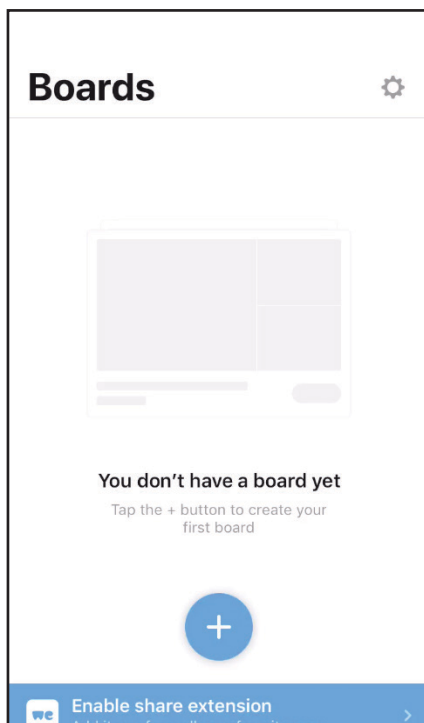 Boards
You don't have a board yet
Tap the + button to create your
first board
we
Enable share extension